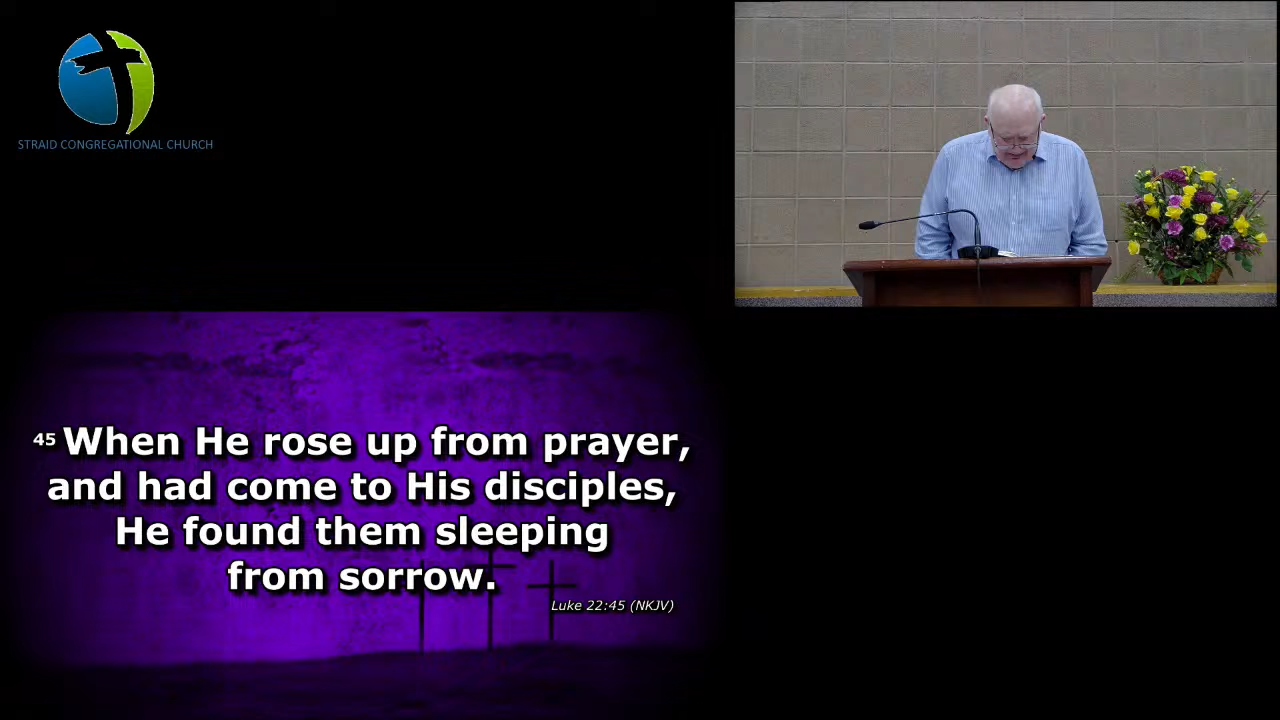 STRAID CONGREGATIONAL CHURCH
45 When He rose up from prayer,
and had come to His disciples,
He found them sleeping
from sorrow.
Luke 22:45 (NKJV)